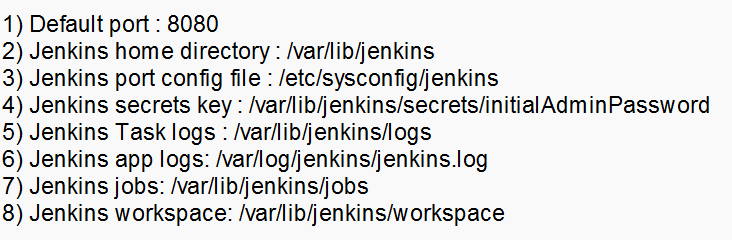 1) Default port : 8080
2) Jenkins home directory : /var/lib/jenkins
3) Jenkins port config file : /etc/sysconfig/jenkins
4) Jenkins secrets key : /var/lib/jenkins/secrets/initialAdminPassword
5) Jenkins Task logs : /var/lib/jenkins/logs
6) Jenkins app logs: /var/log/jenkins/jenkins.log
7) Jenkins jobs: /var/lib/jenkins/jobs
8) Jenkins workspace: /var/lib/jenkins/workspace